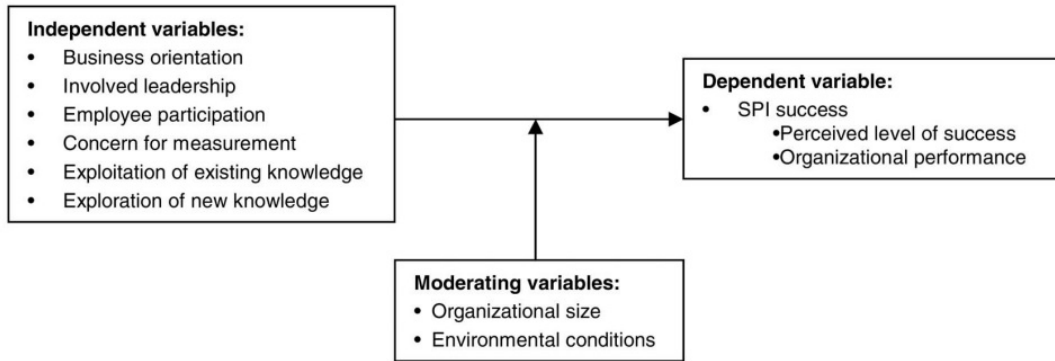 Independent variables:
• Business orientation
• Involved leadership
• Employee participation
• Concern for measurement
• Exploitation of existing knowledge
• Exploration of new knowledge
Dependent variable:
• SPI success
•Perceived level of success
•Organizational performance
Moderating variables:
• Organizational size
• Environmental conditions